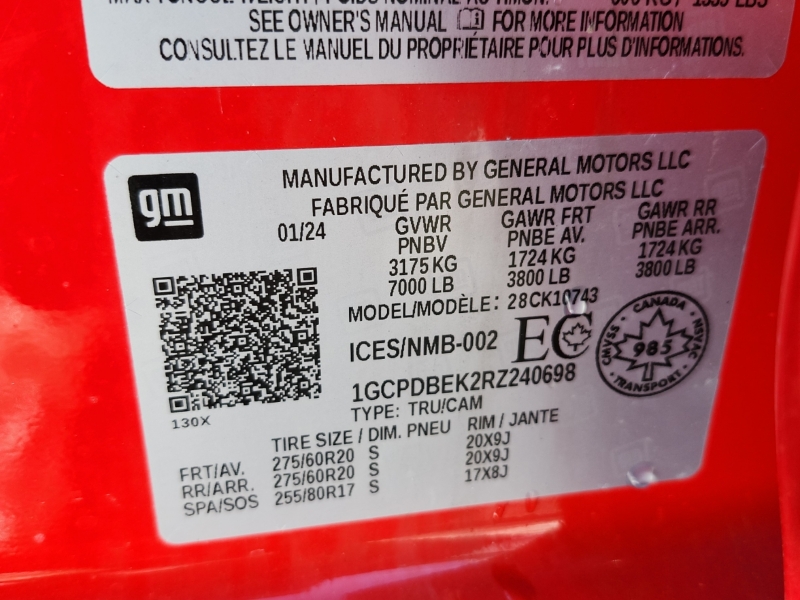 SEE OWNER'S MANUAL FOR MORE INFORMATION
CONSULTEZ LE MANUEL DU PROPRIÉTAIRE POUR PLUS D'INFORMATIONS.
gm
MANUFACTURED BY GENERAL MOTORS LLC
FABRIQUÉ PAR GENERAL MOTORS LLC
01/24
GVWR GAWR FRT GAWR RR
PNBV PNBE AV. PNBE ARR.
3175 KG 1724 KG 1724 KG
7000 LB 3800 LB 3800 LB
MODEL/MODÈLE: 28CK10743
ICES/NMB-002 EC
CANADA
CMVSS 985 NSVAC
TRANSPORT
1GCPDBEK2RZ240698
130X
TYPE: TRU/CAM
TIRE SIZE / DIM. PNEU RIM / JANTE
FRT/AV. 275/60R20 S 20X9J
RR/ARR. 275/60R20 S 20X9J
SPA/SOS 255/80R17 S 17X8J